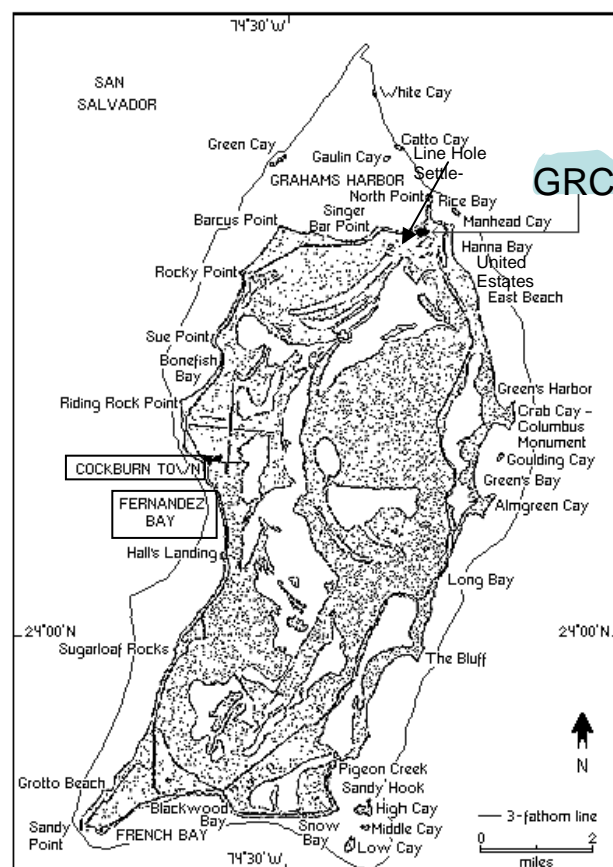 74°30' W
SAN
SALVADOR
White Cay
Green Cay
Gaulin Cay
Catto Cay
Line Hole
Settle-
GRAHAMS HARBOR
GRC
North Point
Rice Bay
Singer
Bar Point
Barcus Point
Manhead Cay
Hanna Bay
United
Estates
Rocky Point
East Beach
Sue Point
Bonefish
Bay
Green's Harbor
Riding Rock Point
Crab Cay –
Columbus
Monument
COCKBURN TOWN
Goulding Cay
Green's Bay
FERNANDEZ
BAY
Almgreen Cay
Hall's Landing
Long Bay
24°00' N
24°00' N
Sugarloaf Rocks
The Bluff
N
Pigeon Creek
Grotto Beach
Sandy Hook
Blackwood
Bay
High Cay
Sandy
Point
FRENCH BAY
Snow
Bay
Middle Cay
Low Cay
3-fathom line
0 2
miles
74°30' W